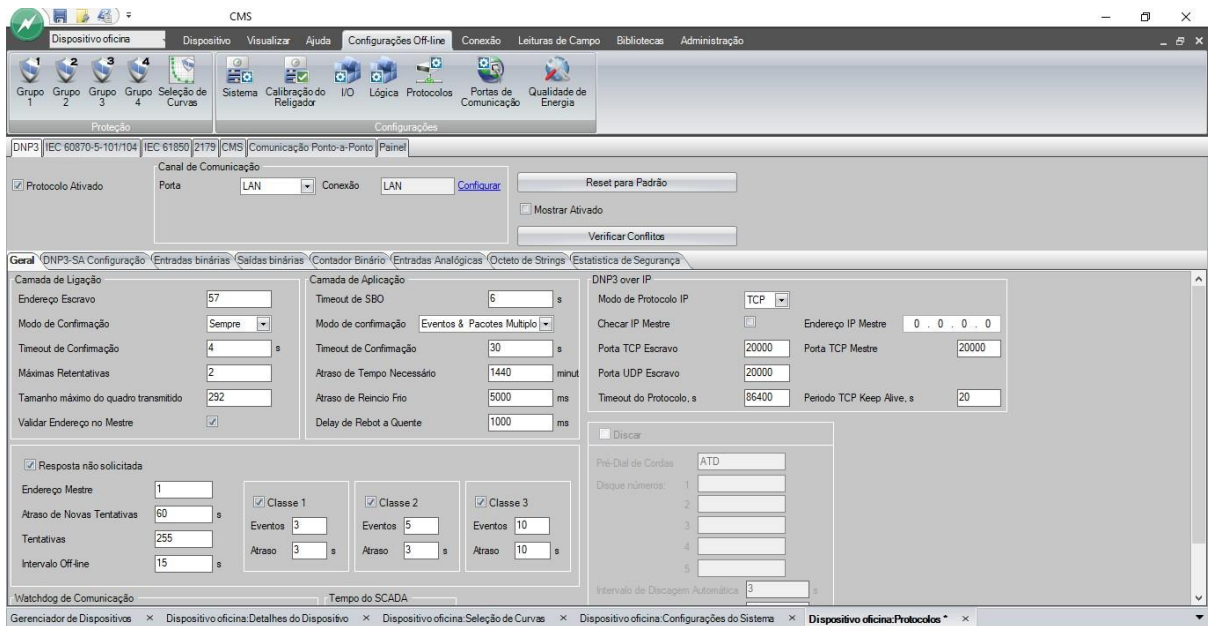 CMS
Dispositivo oficina
Dispositivo Visualizar Ajuda Configurações Off-line Conexão Leituras de Campo Bibliotecas Administração
1 2 3 4
Grupo 1 Grupo 2 Grupo 3 Grupo 4 Seleção de Curvas Sistema Calibração do Religador I/O Lógica Protocolos Portas de Comunicação Qualidade de Energia
Proteção Configurações
DNP3 IEC 60870-5-101/104 IEC 61850 2179 CMS Comunicação Ponto-a-Ponto Painel
Canal de Comunicação
Protocolo Ativado Porta LAN Conexão LAN Configurar Reset para Padrão
Mostrar Ativado
Verificar Conflitos
Geral DNP3-SA Configuração Entradas binárias Saídas binárias Contador Binário Entradas Analógicas Octeto de Strings Estatistica de Segurança
Camada de Ligação Camada de Aplicação DNP3 over IP
Endereço Escravo 57 Timeout de SBO 6 s Modo de Protocolo IP TCP
Modo de Confirmação Sempre Modo de confirmação Eventos & Pacotes Multiplo Checar IP Mestre Endereço IP Mestre 0 . 0 . 0 . 0
Timeout de Confirmação 4 s Timeout de Confirmação 30 s Porta TCP Escravo 20000 Porta TCP Mestre 20000
Máximas Retentativas 2 Atraso de Tempo Necessário 1440 minut Porta UDP Escravo 20000
Tamanho máximo do quadro transmitido 292 Atraso de Reincio Frio 5000 ms Timeout do Protocolo, s 86400 Periodo TCP Keep Alive, s 20
Validar Endereço no Mestre Delay de Rebot a Quente 1000 ms
Discar
Resposta não solicitada Pré-Dial de Cordas ATD
Endereço Mestre 1 Classe 1 Classe 2 Classe 3 Disque números: 1
Atraso de Novas Tentativas 60 s 2
Tentativas 255 Eventos 3 Eventos 5 Eventos 10 3
Intervalo Off-line 15 s Atraso 3 s Atraso 3 s Atraso 10 s 4
5
Intervalo de Discagem Automática 3 s
Watchdog de Comunicação Tempo do SCADA
Gerenciador de Dispositivos × Dispositivo oficina:Detalhes do Dispositivo × Dispositivo oficina:Seleção de Curvas × Dispositivo oficina:Configurações do Sistema × Dispositivo oficina:Protocolos * ×